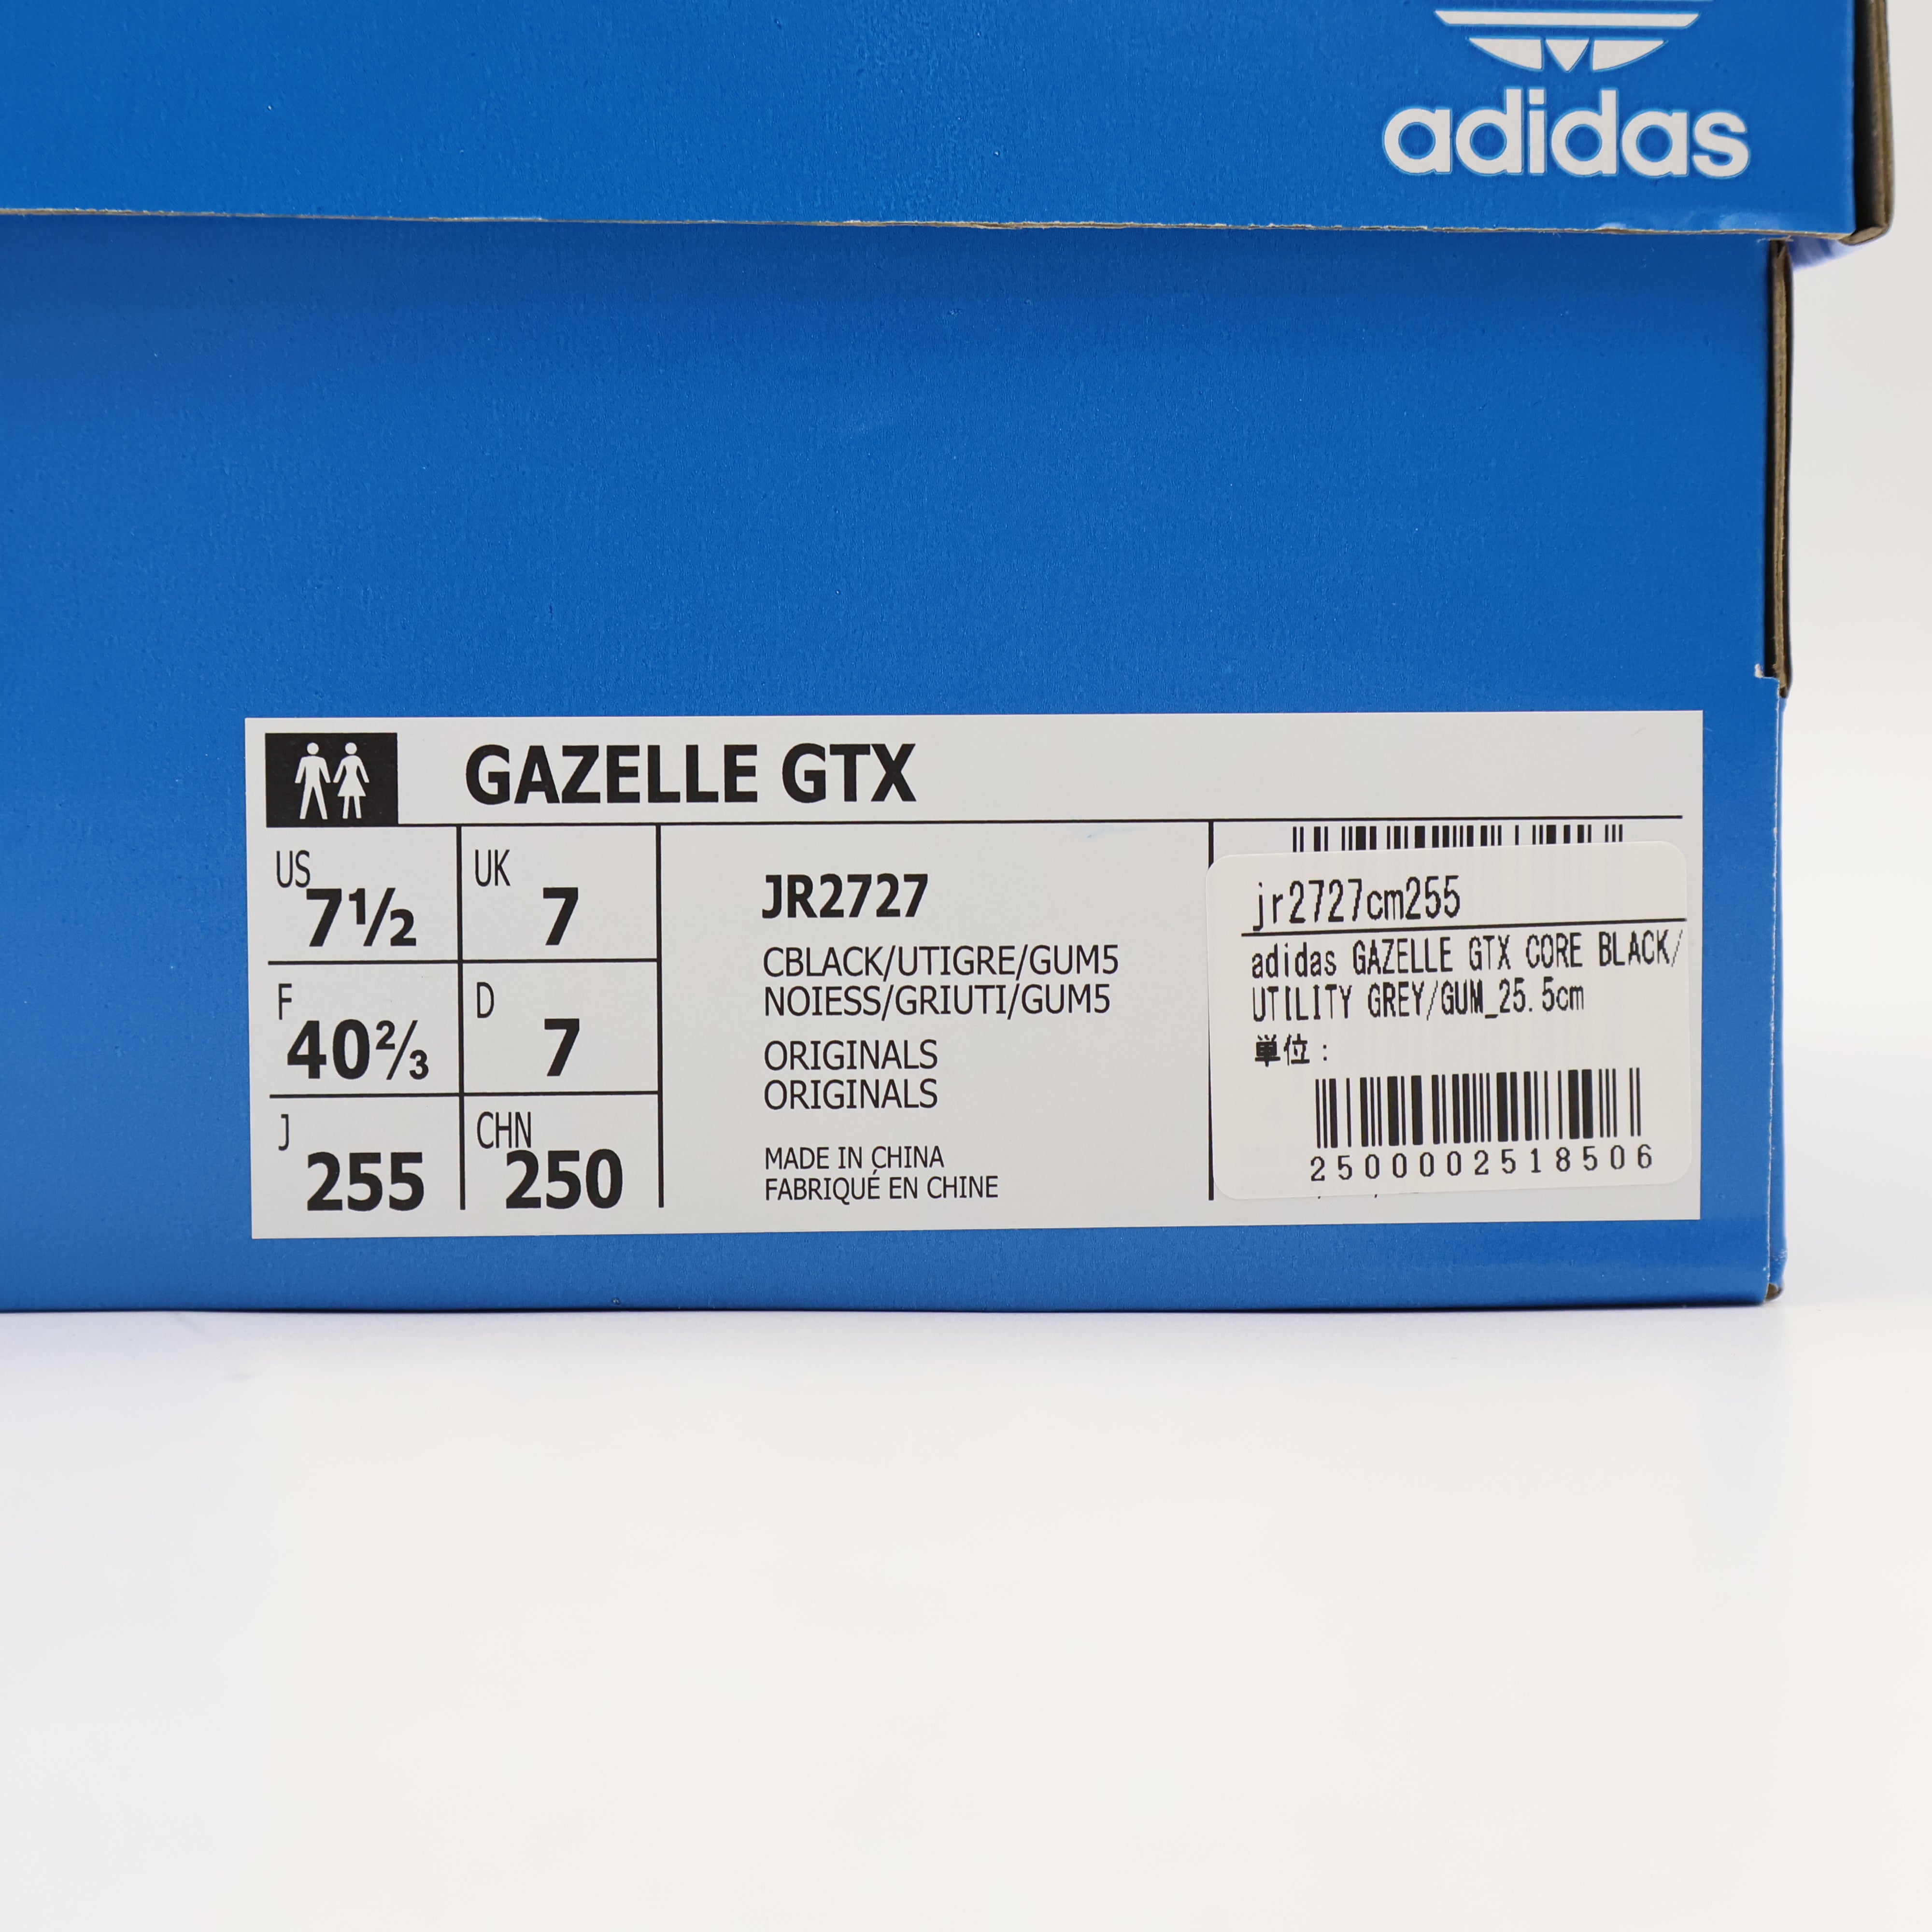 adidas
GAZELLE GTX
US 7½
UK 7
F 40⅔
D 7
J 255
CHN 250
JR2727
CBLACK/UTIGRE/GUM5
NOIESS/GRIUTI/GUM5
ORIGINALS
ORIGINALS
MADE IN CHINA
FABRIQUÉ EN CHINE
jr2727cm255
adidas GAZELLE GTX CORE BLACK/
UTILITY GREY/GUM_25.5cm
単位:
2500002518506